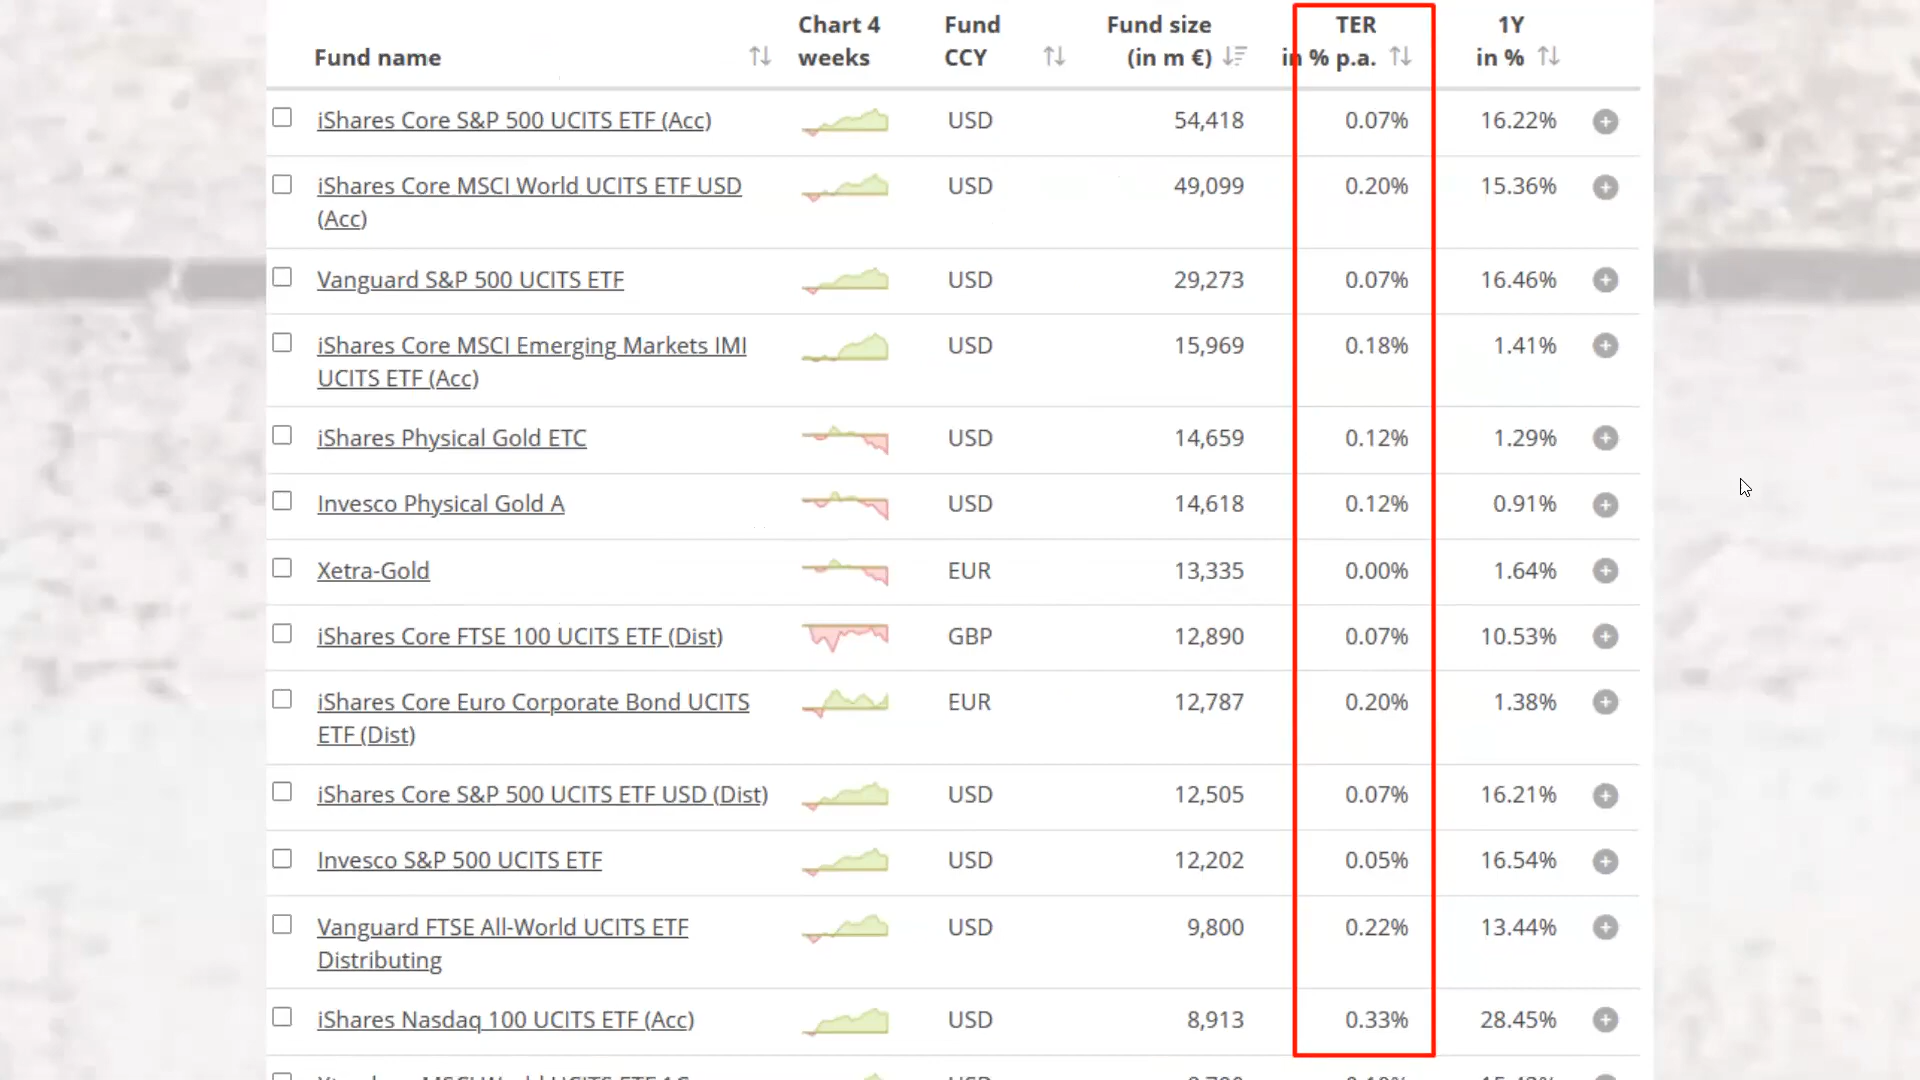 Chart 4 Fund Fund size TER 1Y
Fund name weeks CCY (in m €) in % p.a. in %
iShares Core S&P 500 UCITS ETF (Acc) USD 54,418 0.07% 16.22%
iShares Core MSCI World UCITS ETF USD USD 49,099 0.20% 15.36%
(Acc)
Vanguard S&P 500 UCITS ETF USD 29,273 0.07% 16.46%
iShares Core MSCI Emerging Markets IMI USD 15,969 0.18% 1.41%
UCITS ETF (Acc)
iShares Physical Gold ETC USD 14,659 0.12% 1.29%
Invesco Physical Gold A USD 14,618 0.12% 0.91%
Xetra-Gold EUR 13,335 0.00% 1.64%
iShares Core FTSE 100 UCITS ETF (Dist) GBP 12,890 0.07% 10.53%
iShares Core Euro Corporate Bond UCITS EUR 12,787 0.20% 1.38%
ETF (Dist)
iShares Core S&P 500 UCITS ETF USD (Dist) USD 12,505 0.07% 16.21%
Invesco S&P 500 UCITS ETF USD 12,202 0.05% 16.54%
Vanguard FTSE All-World UCITS ETF USD 9,800 0.22% 13.44%
Distributing
iShares Nasdaq 100 UCITS ETF (Acc) USD 8,913 0.33% 28.45%